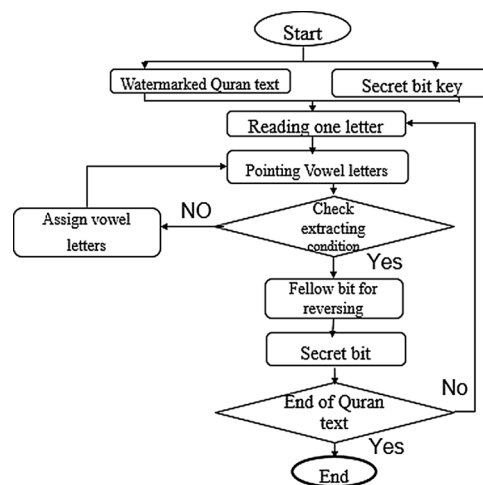 Start
Watermarked Quran text
Secret bit key
Reading one letter
Pointing Vowel letters
Assign vowel
letters
NO
Check
extracting
condition
Yes
Fellow bit for
reversing
Secret bit
End of Quran
text
No
Yes
End